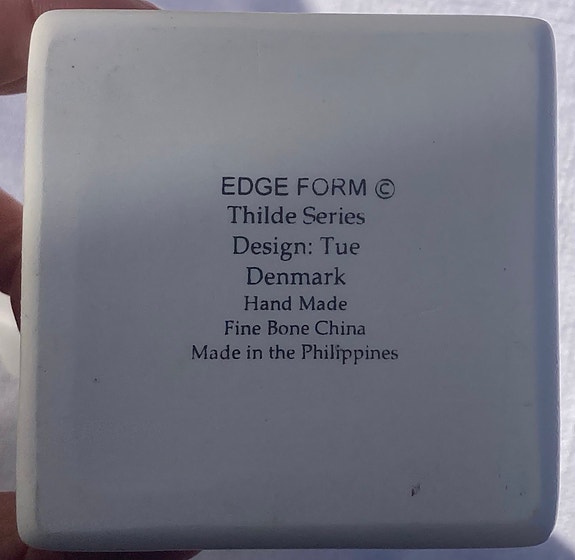 EDGE FORM ©
Thilde Series
Design: Tue
Denmark
Hand Made
Fine Bone China
Made in the Philippines